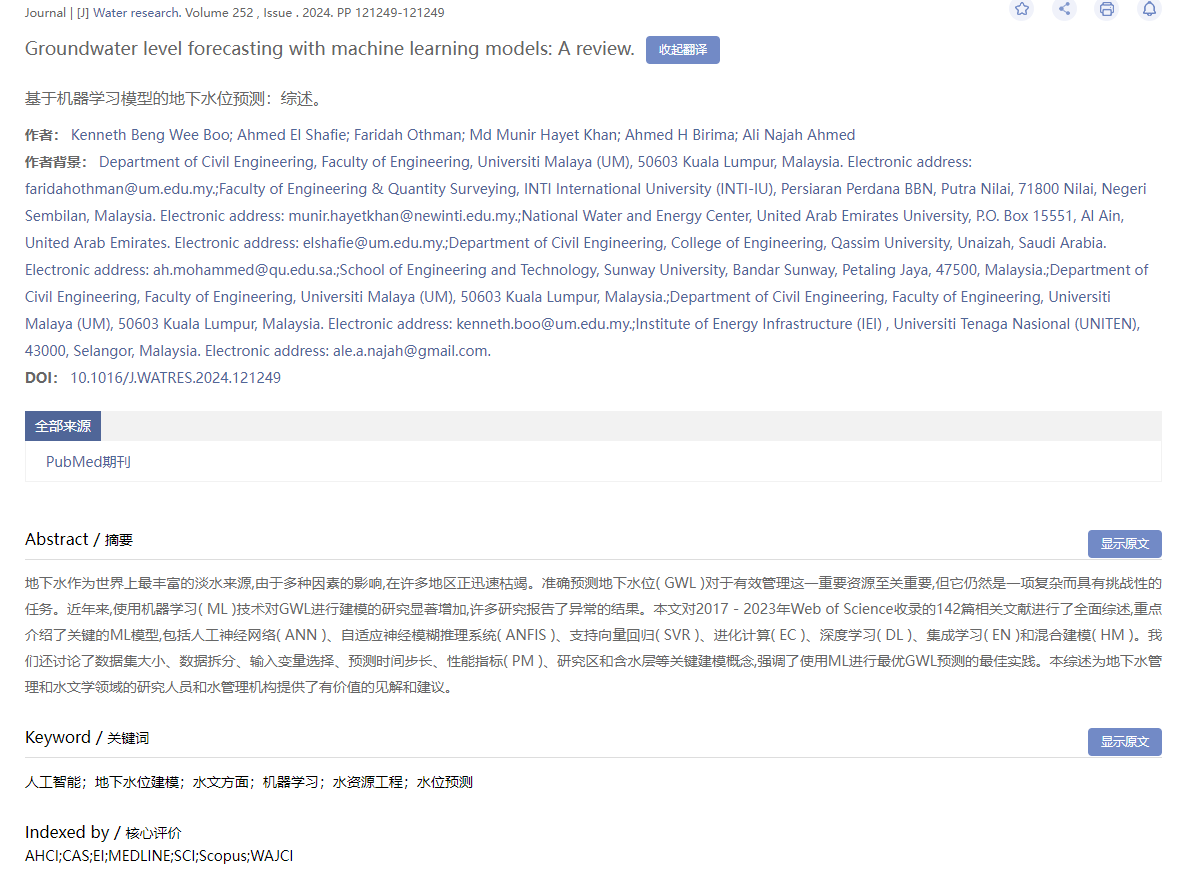 Journal | [J] Water research. Volume 252 , Issue . 2024. PP 121249-121249
Groundwater level forecasting with machine learning models: A review. 收起翻译
基于机器学习模型的地下水位预测：综述。
作者： Kenneth Beng Wee Boo; Ahmed El Shafie; Faridah Othman; Md Munir Hayet Khan; Ahmed H Birima; Ali Najah Ahmed
作者背景： Department of Civil Engineering, Faculty of Engineering, Universiti Malaya (UM), 50603 Kuala Lumpur, Malaysia. Electronic address:
faridahothman@um.edu.my.;Faculty of Engineering & Quantity Surveying, INTI International University (INTI-IU), Persiaran Perdana BBN, Putra Nilai, 71800 Nilai, Negeri
Sembilan, Malaysia. Electronic address: munir.hayetkhan@newinti.edu.my.;National Water and Energy Center, United Arab Emirates University, P.O. Box 15551, Al Ain,
United Arab Emirates. Electronic address: elshafie@um.edu.my.;Department of Civil Engineering, College of Engineering, Qassim University, Unaizah, Saudi Arabia.
Electronic address: ah.mohammed@qu.edu.sa.;School of Engineering and Technology, Sunway University, Bandar Sunway, Petaling Jaya, 47500, Malaysia.;Department of
Civil Engineering, Faculty of Engineering, Universiti Malaya (UM), 50603 Kuala Lumpur, Malaysia.;Department of Civil Engineering, Faculty of Engineering, Universiti
Malaya (UM), 50603 Kuala Lumpur, Malaysia. Electronic address: kenneth.boo@um.edu.my.;Institute of Energy Infrastructure (IEI) , Universiti Tenaga Nasional (UNITEN),
43000, Selangor, Malaysia. Electronic address: ale.a.najah@gmail.com.
DOI： 10.1016/J.WATRES.2024.121249
全部来源
PubMed期刊
Abstract / 摘要
显示原文
地下水作为世界上最丰富的淡水来源,由于多种因素的影响,在许多地区正迅速枯竭。准确预测地下水位( GWL )对于有效管理这一重要资源至关重要,但它仍然是一项复杂而具有挑战性的
任务。近年来,使用机器学习( ML )技术对GWL进行建模的研究显著增加,许多研究报告了异常的结果。本文对2017 - 2023年Web of Science收录的142篇相关文献进行了全面综述,重点
介绍了关键的ML模型,包括人工神经网络( ANN )、自适应神经模糊推理系统( ANFIS )、支持向量回归( SVR )、进化计算( EC )、深度学习( DL )、集成学习( EN )和混合建模( HM )。我
们还讨论了数据集大小、数据拆分、输入变量选择、预测时间步长、性能指标( PM )、研究区和含水层等关键建模概念,强调了使用ML进行最优GWL预测的最佳实践。本综述为地下水管
理和水文学领域的研究人员和水管理机构提供了有价值的见解和建议。
Keyword / 关键词
显示原文
人工智能；地下水位建模；水文方面；机器学习；水资源工程；水位预测
Indexed by / 核心评价
AHCI;CAS;EI;MEDLINE;SCI;Scopus;WAJCI